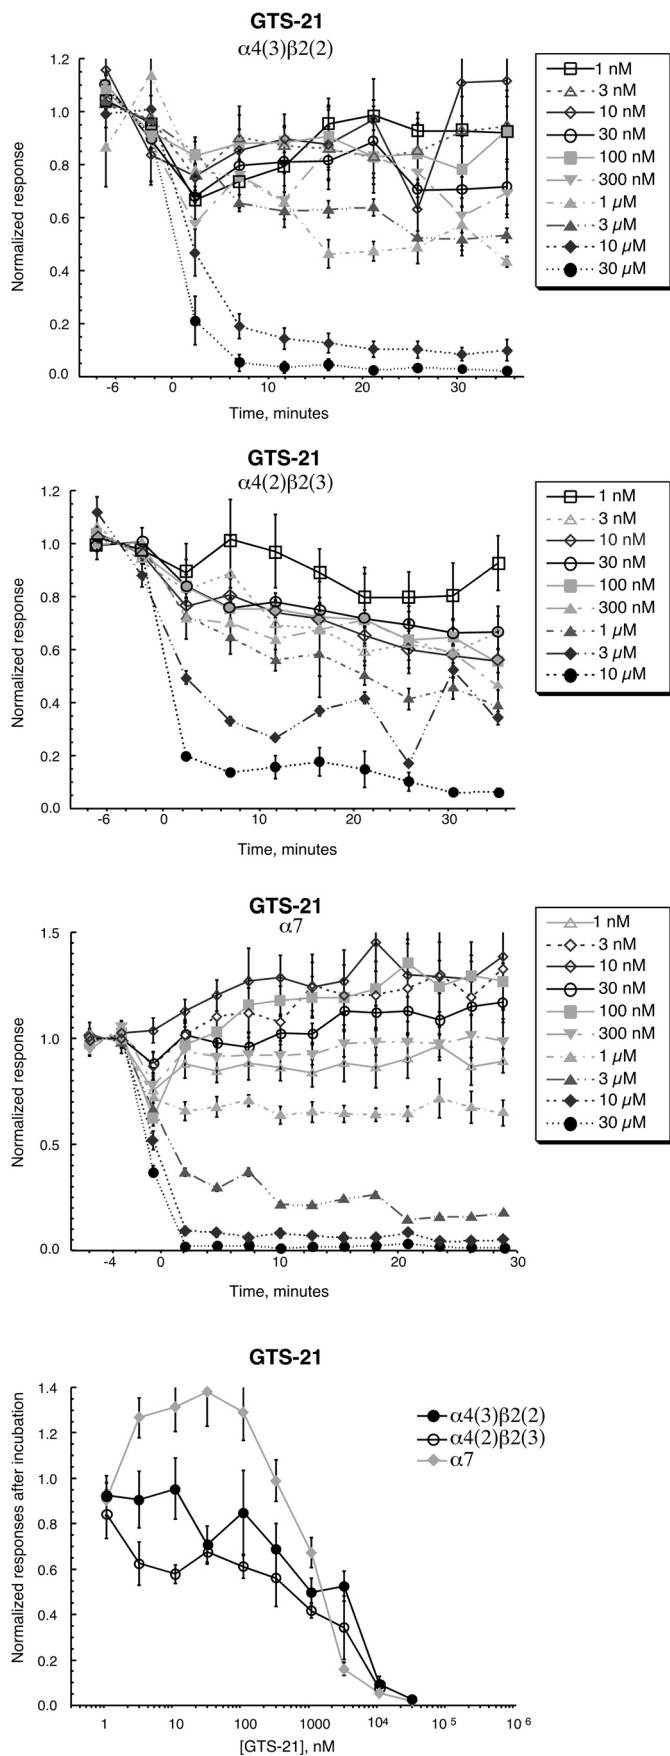 GTS-21
α4(3)β2(2)
1.2
1.0
0.8
0.6
0.4
0.2
0.0
Normalized response
-6
0
10
20
30
Time, minutes
1 nM
3 nM
10 nM
30 nM
100 nM
300 nM
1 µM
3 µM
10 µM
30 µM
GTS-21
α4(2)β2(3)
1.2
1.0
0.8
0.6
0.4
0.2
0.0
Normalized response
-6
0
10
20
30
Time, minutes
1 nM
3 nM
10 nM
30 nM
100 nM
300 nM
1 µM
3 µM
10 µM
GTS-21
α7
1.5
1.0
0.5
0.0
Normalized response
-4
0
10
20
30
Time, minutes
1 nM
3 nM
10 nM
30 nM
100 nM
300 nM
1 µM
3 µM
10 µM
30 µM
GTS-21
1.4
1.0
0.8
0.6
0.4
0.2
0.0
Normalized responses after incubation
1
10
100
1000
10⁴
10⁵
10⁶
[GTS-21], nM
α4(3)β2(2)
α4(2)β2(3)
α7